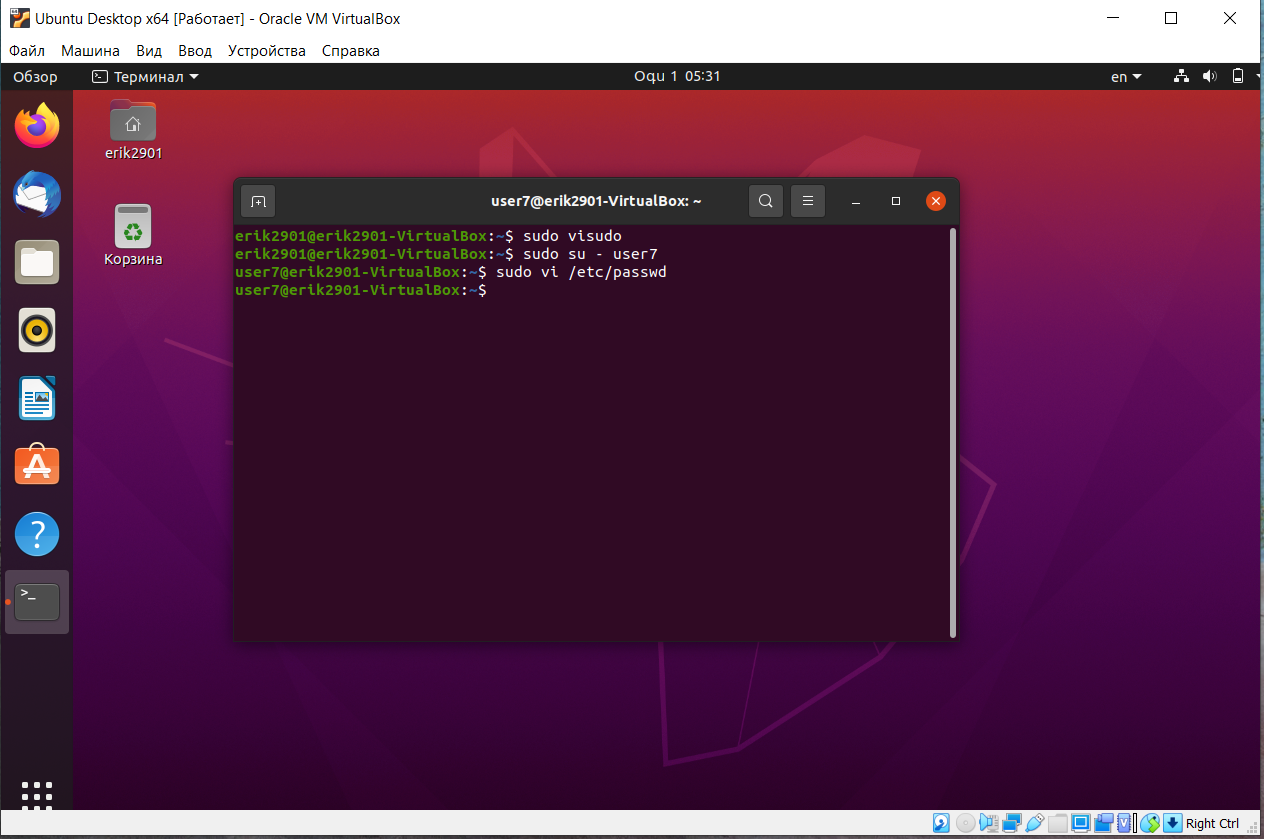 Ubuntu Desktop x64 [Работает] - Oracle VM VirtualBox
Файл Машина Вид Ввод Устройства Справка
Обзор Терминал Oqu 1 05:31 en
erik2901
Корзина
user7@erik2901-VirtualBox: ~
erik2901@erik2901-VirtualBox:~$ sudo visudo
erik2901@erik2901-VirtualBox:~$ sudo su - user7
user7@erik2901-VirtualBox:~$ sudo vi /etc/passwd
user7@erik2901-VirtualBox:~$
Right Ctrl